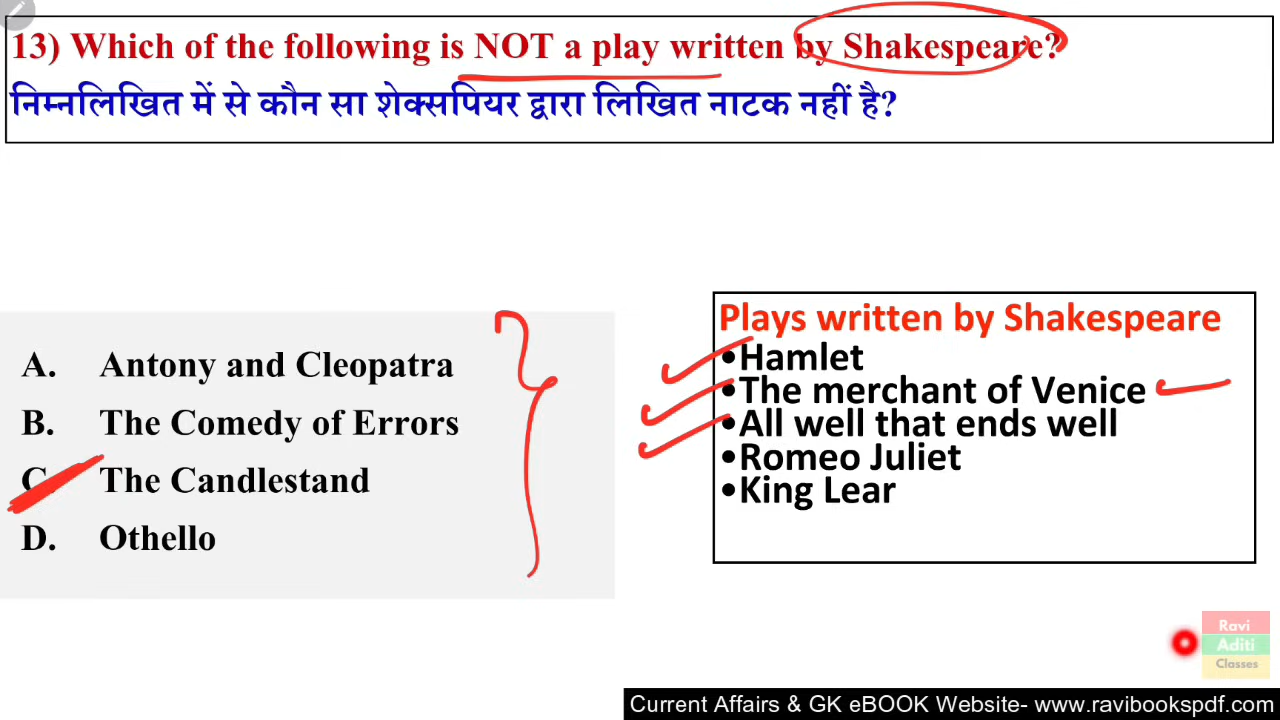 13) Which of the following is NOT a play written by Shakespeare?
निम्नलिखित में से कौन सा शेक्सपियर द्वारा लिखित नाटक नहीं है?
A. Antony and Cleopatra
B. The Comedy of Errors
C. The Candlestand
D. Othello
Plays written by Shakespeare
•Hamlet
•The merchant of Venice
•All well that ends well
•Romeo Juliet
•King Lear
Ravi
Aditi
Classes
Current Affairs & GK eBOOK Website- www.ravibookspdf.com